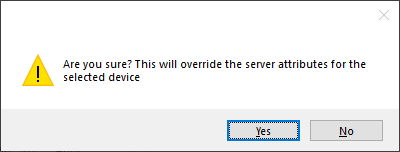 Are you sure? This will override the server attributes for the
selected device
Yes
No